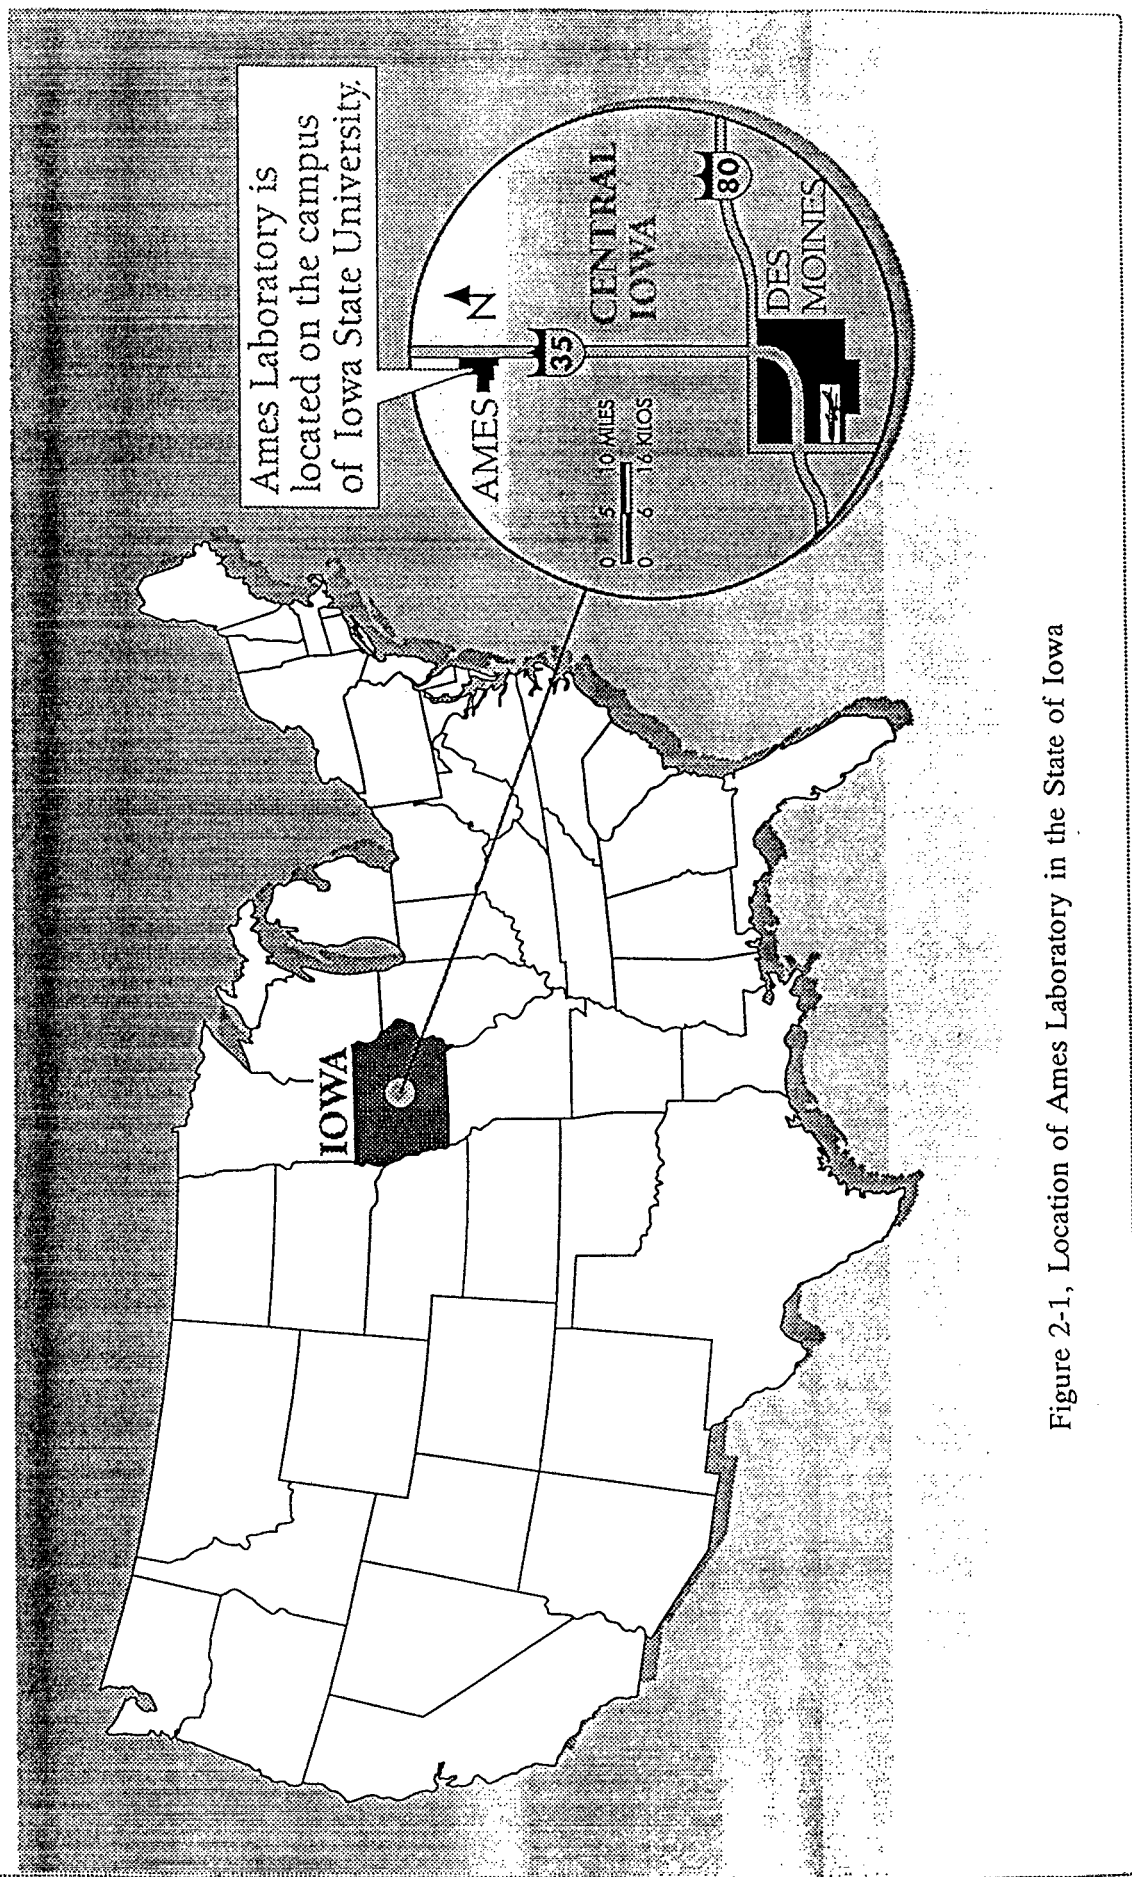 Ames Laboratory is
located on the campus
of Iowa State University.
IOWA
AMES
N
35
CENTRAL
IOWA
0 5 10 MILES
0 6 16 KILOS
80
DES
MOINES
Figure 2-1, Location of Ames Laboratory in the State of Iowa